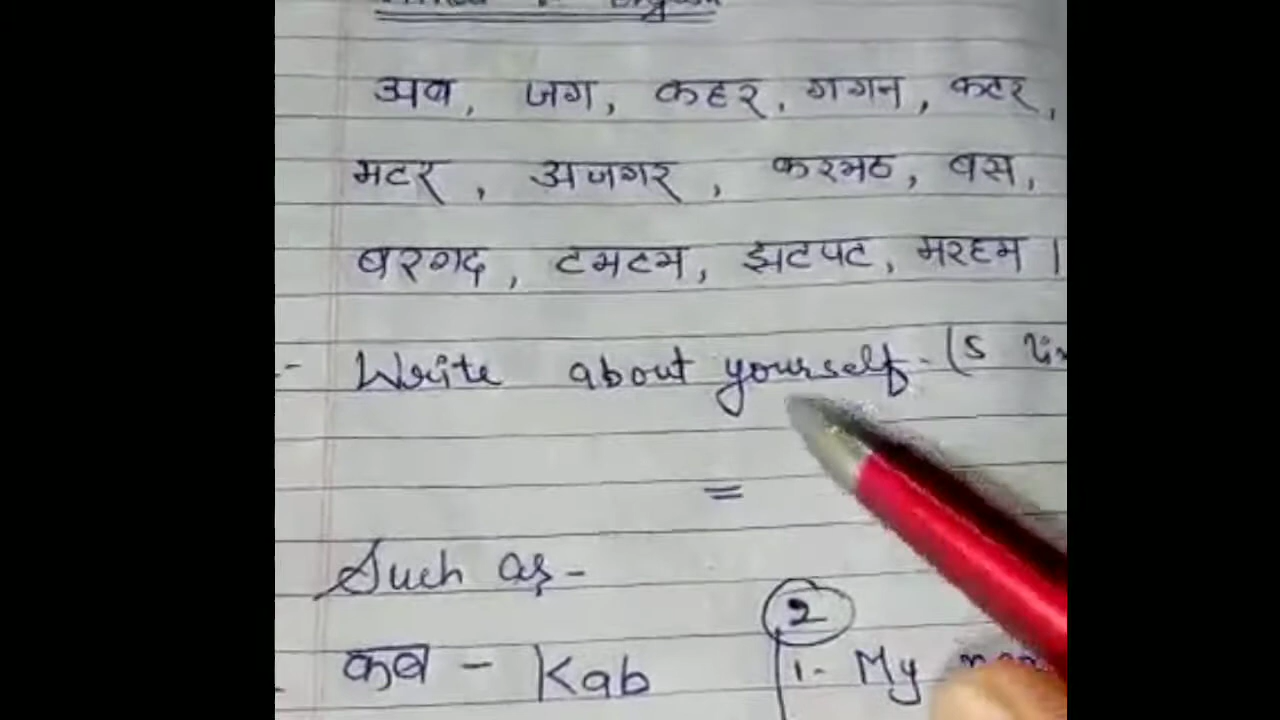 अब, जग, कहर, गगन, कटर,
मटर, अजगर, करमठ, बस,
बरगद, टमटम, झटपट, मरहम ।
- Write about yourself. (5
=
Such as -
कब - Kab
2
1- My